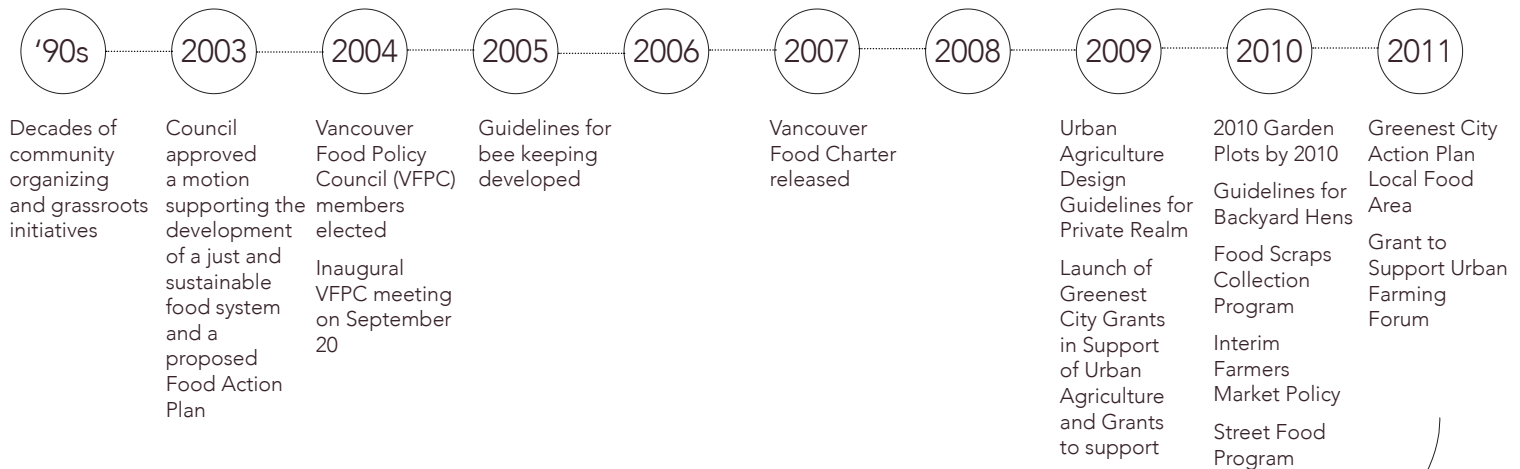 ‘90s
2003
2004
2005
2006
2007
2008
2009
2010
2011
Decades of
community
organizing
and grassroots
initiatives
Council
approved
a motion
supporting the
development
of a just and
sustainable
food system
and a
proposed
Food Action
Plan
Vancouver
Food Policy
Council (VFPC)
members
elected
Inaugural
VFPC meeting
on September
20
Guidelines for
bee keeping
developed
Vancouver
Food Charter
released
Urban
Agriculture
Design
Guidelines for
Private Realm
Launch of
Greenest
City Grants
in Support
of Urban
Agriculture
and Grants
to support
2010 Garden
Plots by 2010
Guidelines for
Backyard Hens
Food Scraps
Collection
Program
Interim
Farmers
Market Policy
Street Food
Program
Greenest City
Action Plan
Local Food
Area
Grant to
Support Urban
Farming
Forum